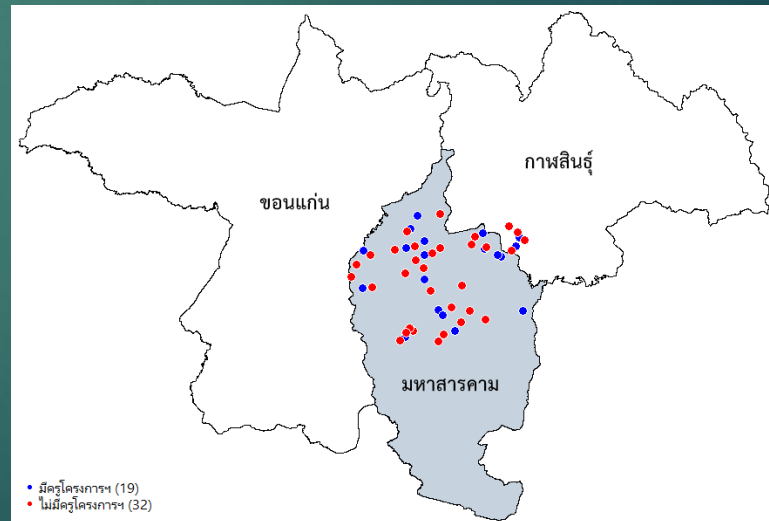 กาฬสินธุ์
ขอนแก่น
มหาสารคาม
มีครูโครงการฯ (19)
ไม่มีครูโครงการฯ (32)